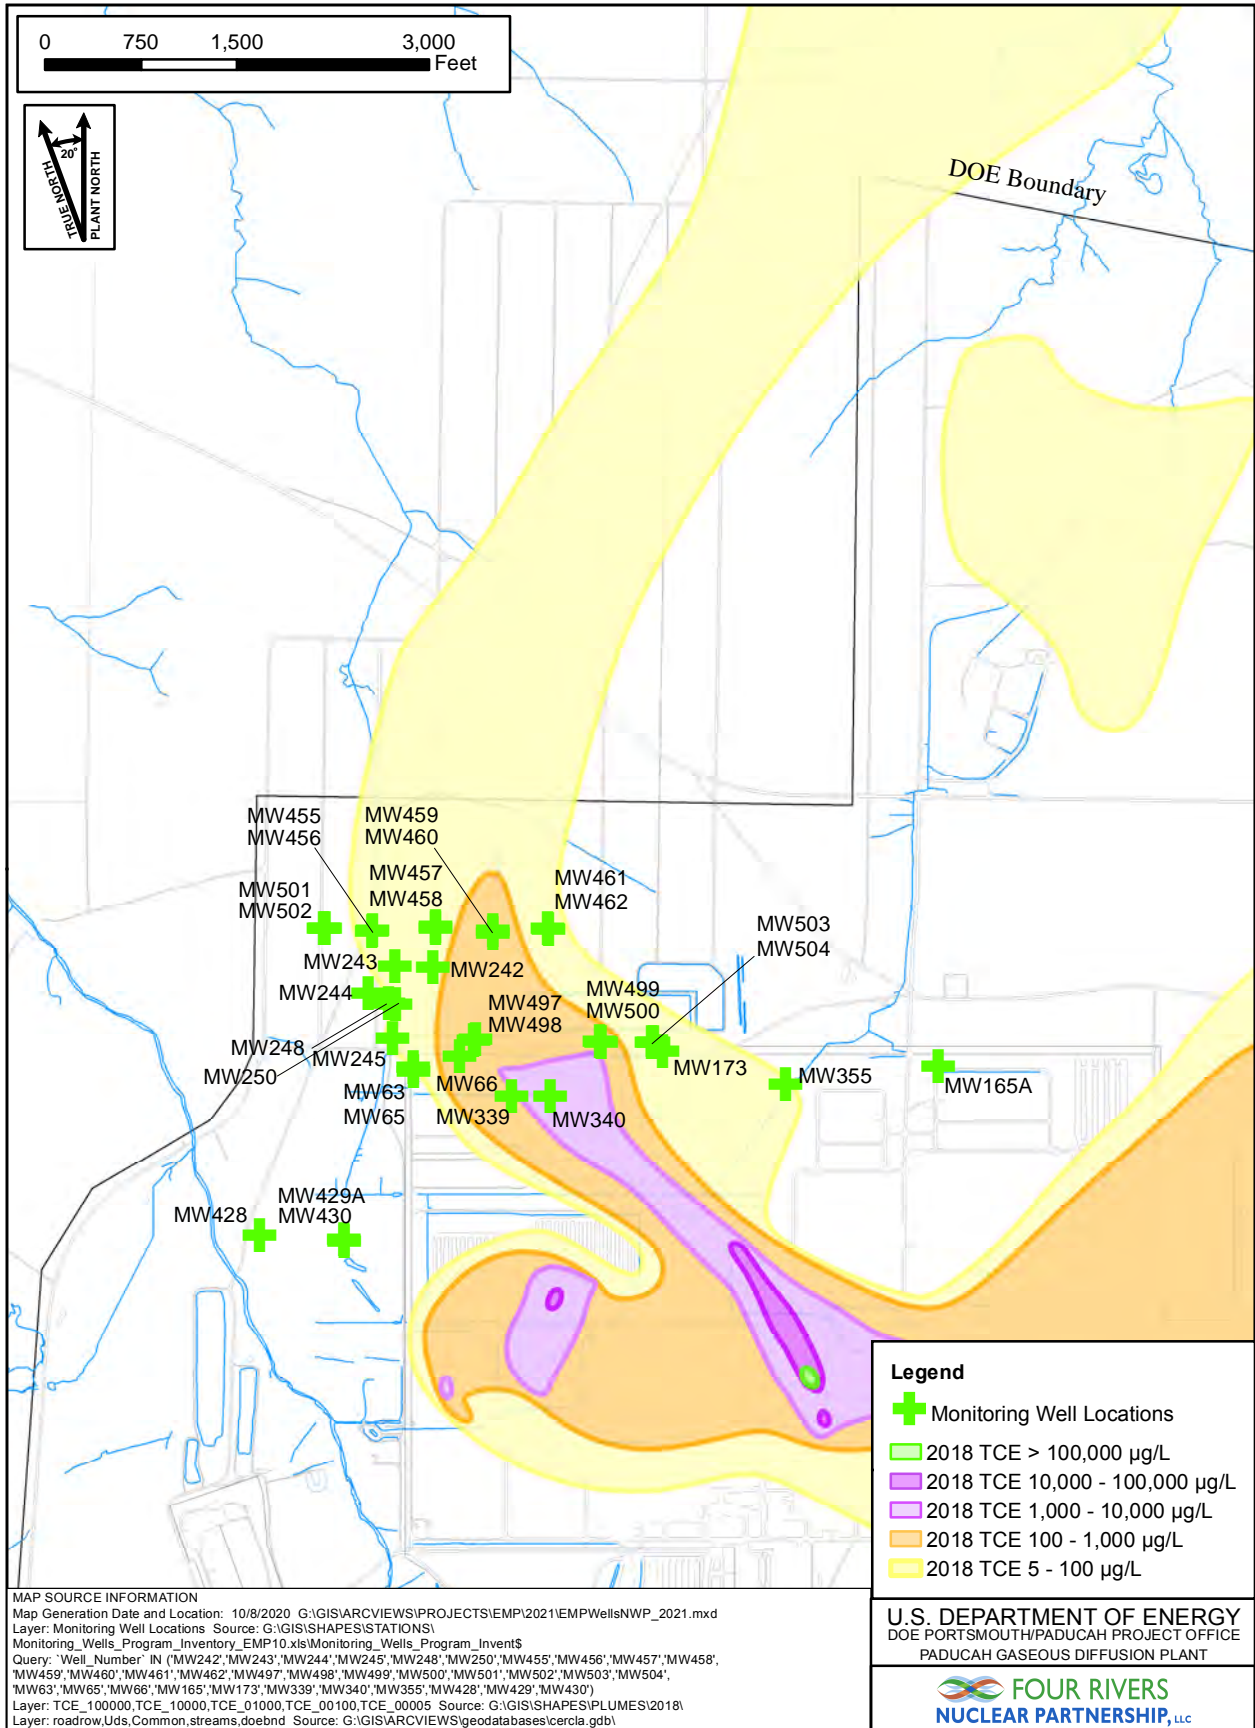 0 750 1,500 3,000
Feet
20°
TRUE NORTH
PLANT NORTH
DOE Boundary
MW455
MW456
MW459
MW460
MW457
MW458
MW461
MW462
MW501
MW502
MW503
MW504
MW243
MW242
MW244
MW497
MW498
MW499
MW500
MW248
MW245
MW250
MW173
MW63
MW65
MW66
MW339
MW340
MW355
MW165A
MW428
MW429A
MW430
Legend
Monitoring Well Locations
2018 TCE > 100,000 µg/L
2018 TCE 10,000 - 100,000 µg/L
2018 TCE 1,000 - 10,000 µg/L
2018 TCE 100 - 1,000 µg/L
2018 TCE 5 - 100 µg/L
MAP SOURCE INFORMATION
Map Generation Date and Location: 10/8/2020 G:\GIS\ARCVIEWS\PROJECTS\EMP\2021\EMPWellsNWP_2021.mxd
Layer: Monitoring Well Locations Source: G:\GIS\SHAPES\STATIONS\
Monitoring_Wells_Program_Inventory_EMP10.xls\Monitoring_Wells_Program_Invent$
Query: `Well_Number` IN ('MW242','MW243','MW244','MW245','MW248','MW250','MW455','MW456','MW457','MW458',
'MW459','MW460','MW461','MW462','MW497','MW498','MW499','MW500','MW501','MW502','MW503','MW504',
'MW63','MW65','MW66','MW165','MW173','MW339','MW340','MW355','MW428','MW429','MW430')
Layer: TCE_100000,TCE_10000,TCE_01000,TCE_00100,TCE_00005 Source: G:\GIS\SHAPES\PLUMES\2018\
Layer: roadrow,Uds,Common,streams,doebnd Source: G:\GIS\ARCVIEWS\geodatabases\cercla.gdb\
U.S. DEPARTMENT OF ENERGY
DOE PORTSMOUTH/PADUCAH PROJECT OFFICE
PADUCAH GASEOUS DIFFUSION PLANT
FOUR RIVERS
NUCLEAR PARTNERSHIP, LLC